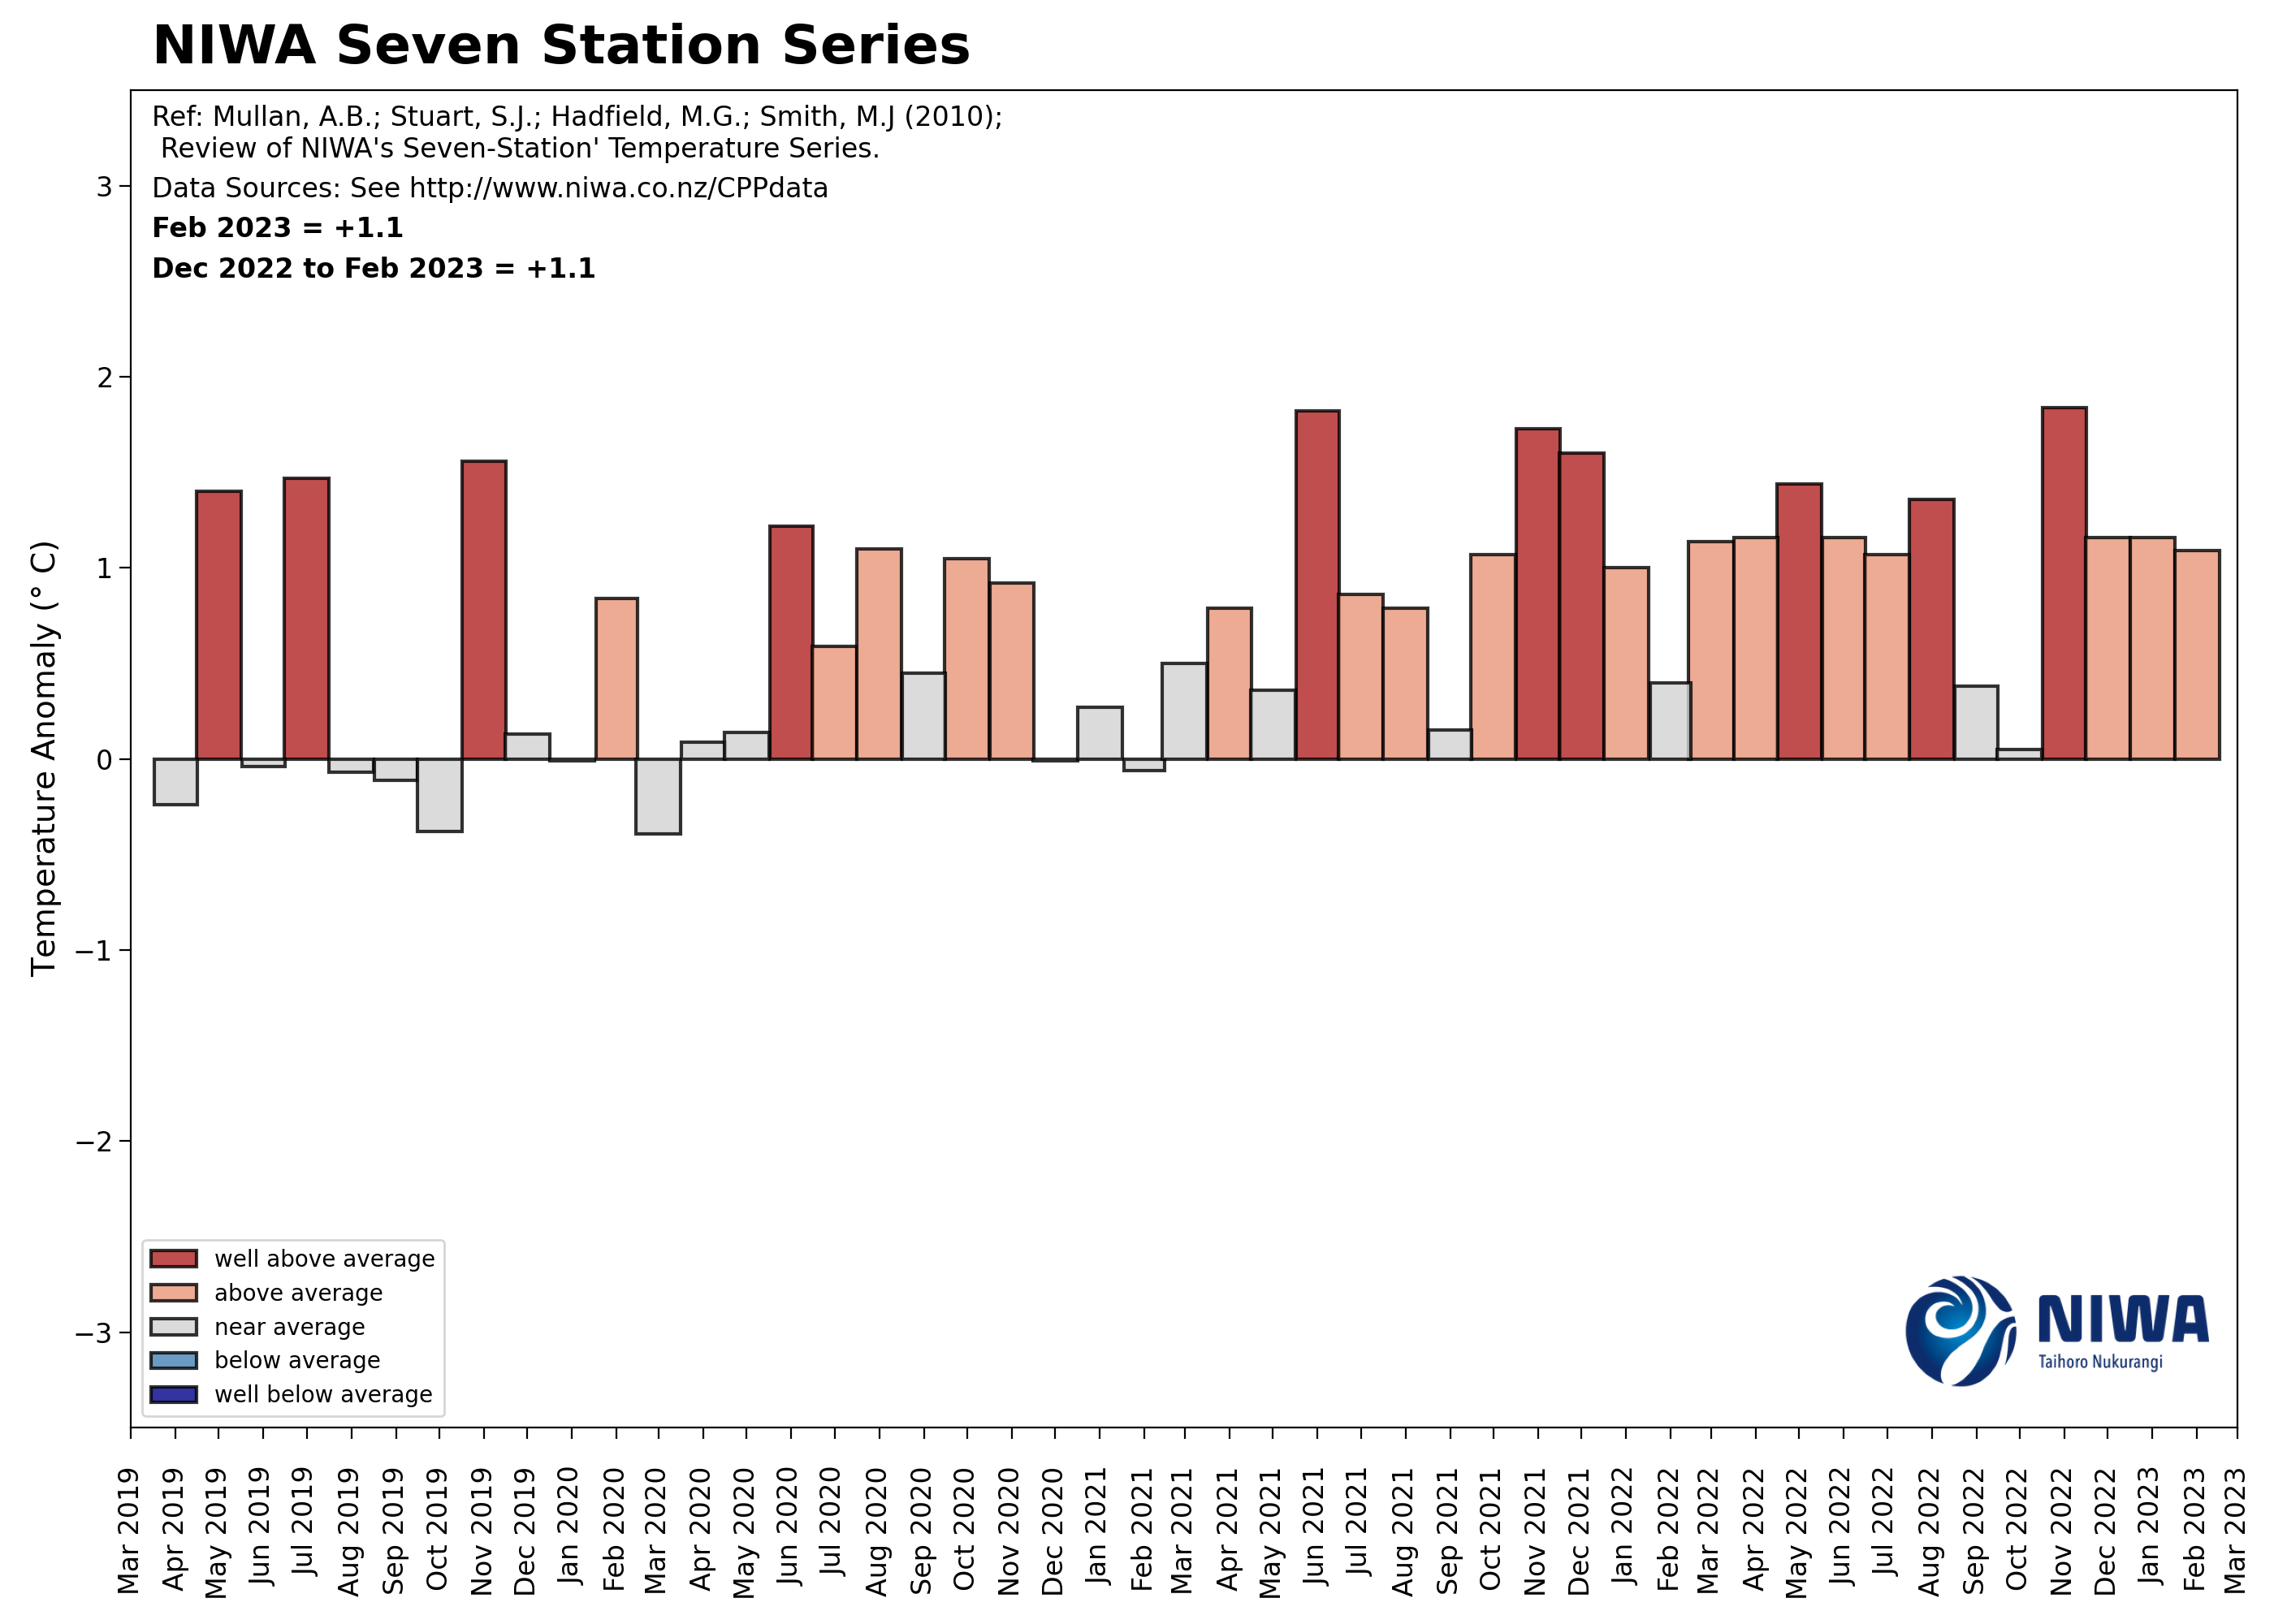 NIWA Seven Station Series
Ref: Mullan, A.B.; Stuart, S.J.; Hadfield, M.G.; Smith, M.J (2010);
Review of NIWA's Seven-Station' Temperature Series.
Data Sources: See http://www.niwa.co.nz/CPPdata
Feb 2023 = +1.1
Dec 2022 to Feb 2023 = +1.1
Temperature Anomaly (° C)
3
2
1
0
−1
−2
−3
well above average
above average
near average
below average
well below average
NIWA
Taihoro Nukurangi
Mar 2019
Apr 2019
May 2019
Jun 2019
Jul 2019
Aug 2019
Sep 2019
Oct 2019
Nov 2019
Dec 2019
Jan 2020
Feb 2020
Mar 2020
Apr 2020
May 2020
Jun 2020
Jul 2020
Aug 2020
Sep 2020
Oct 2020
Nov 2020
Dec 2020
Jan 2021
Feb 2021
Mar 2021
Apr 2021
May 2021
Jun 2021
Jul 2021
Aug 2021
Sep 2021
Oct 2021
Nov 2021
Dec 2021
Jan 2022
Feb 2022
Mar 2022
Apr 2022
May 2022
Jun 2022
Jul 2022
Aug 2022
Sep 2022
Oct 2022
Nov 2022
Dec 2022
Jan 2023
Feb 2023
Mar 2023